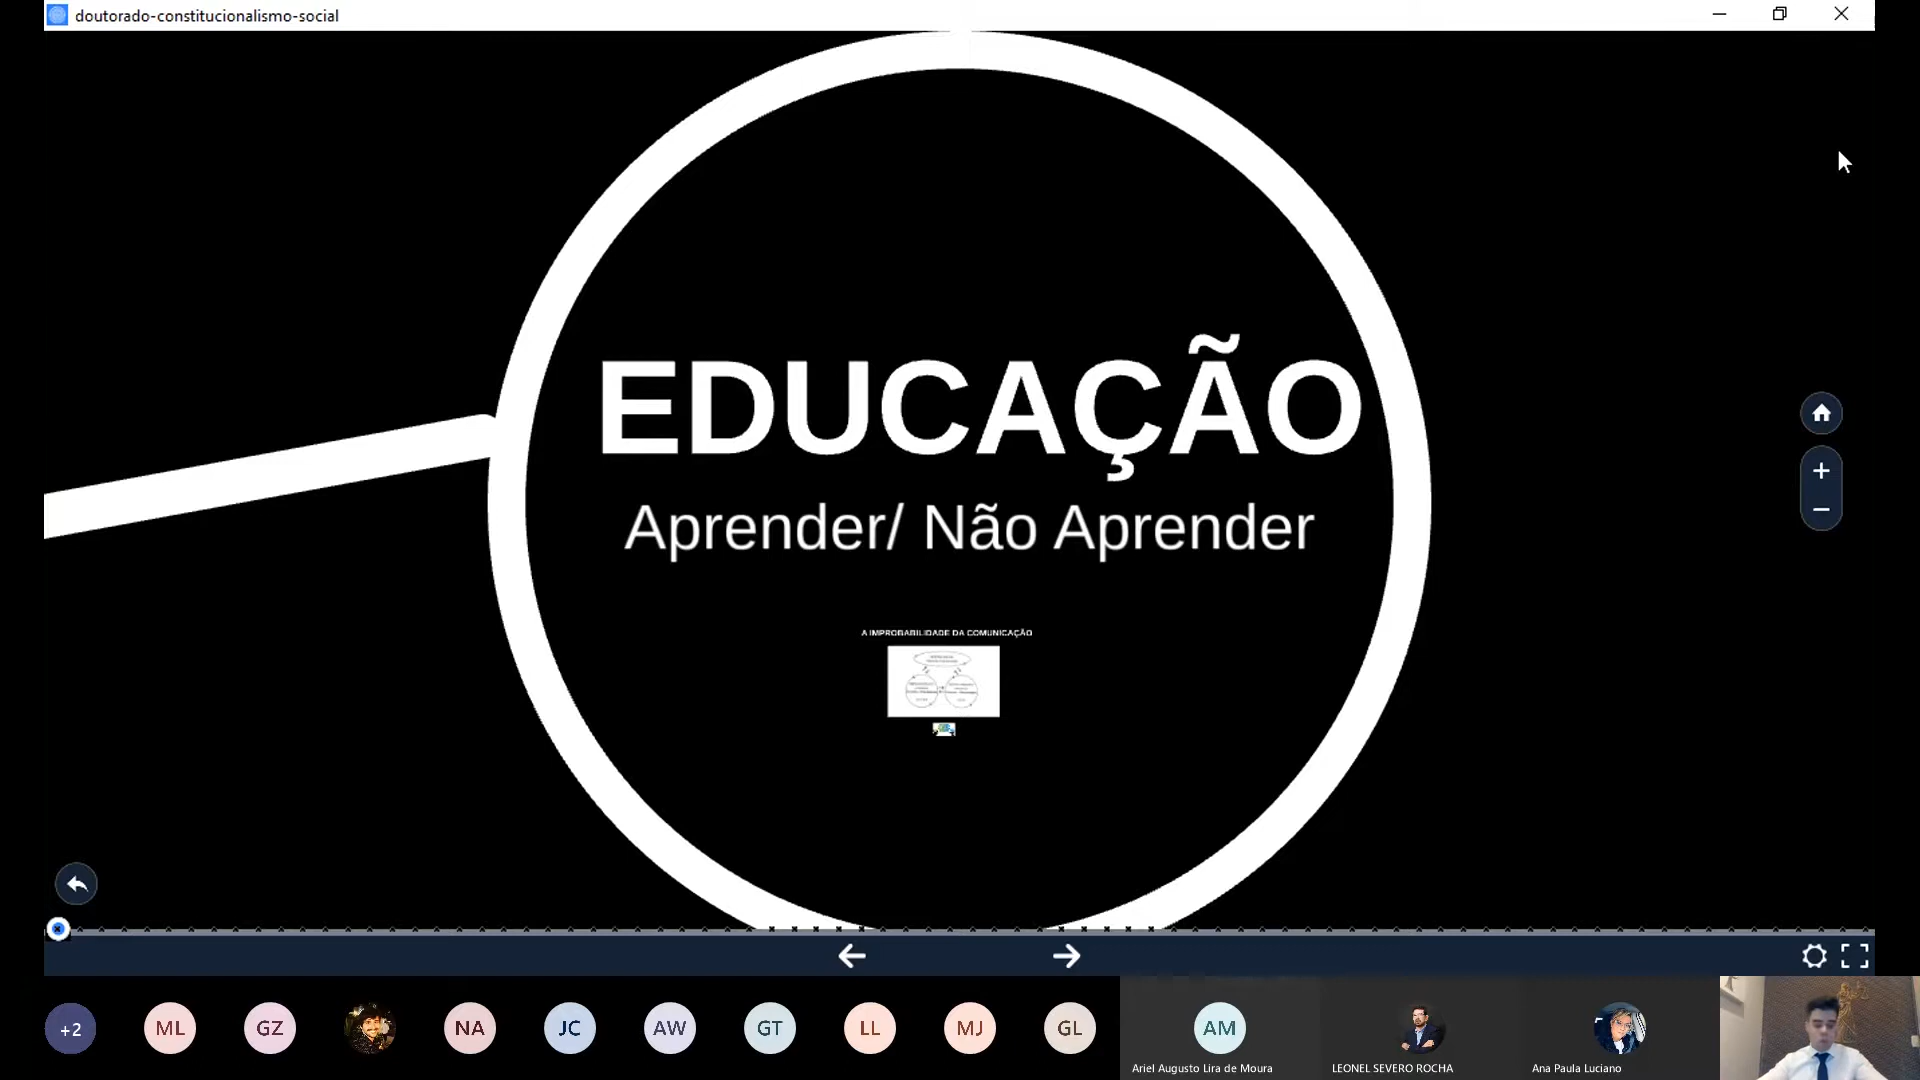 doutorado-constitucionalismo-social
EDUCAÇÃO
Aprender/ Não Aprender
A IMPROBABILIDADE DA COMUNICAÇÃO
+2
ML
GZ
NA
JC
AW
GT
LL
MJ
GL
AM
Ariel Augusto Lira de Moura
LEONEL SEVERO ROCHA
Ana Paula Luciano